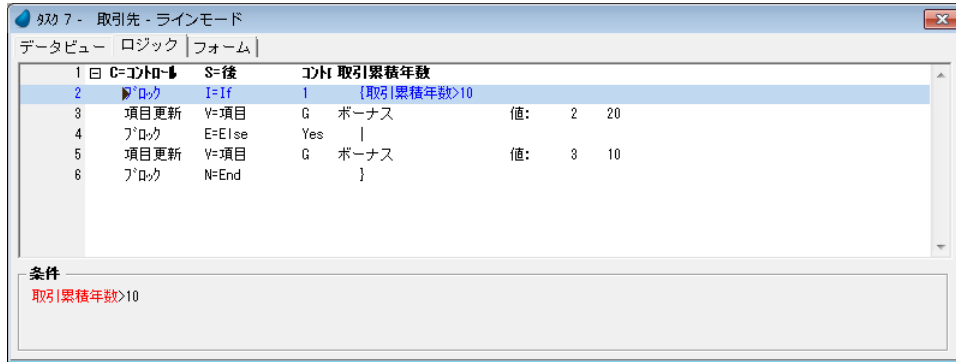 ﾀｽｸ 7 - 取引先 - ラインモード
データビュー ロジック フォーム
1 C=ｺﾝﾄﾛｰﾙ S=後 ｺﾝﾄﾛ 取引累積年数
2 ﾌﾞﾛｯｸ I=If 1 {取引累積年数>10
3 項目更新 V=項目 G ボーナス 値: 2 20
4 ﾌﾞﾛｯｸ E=Else Yes |
5 項目更新 V=項目 G ボーナス 値: 3 10
6 ﾌﾞﾛｯｸ N=End }
条件
取引累積年数>10